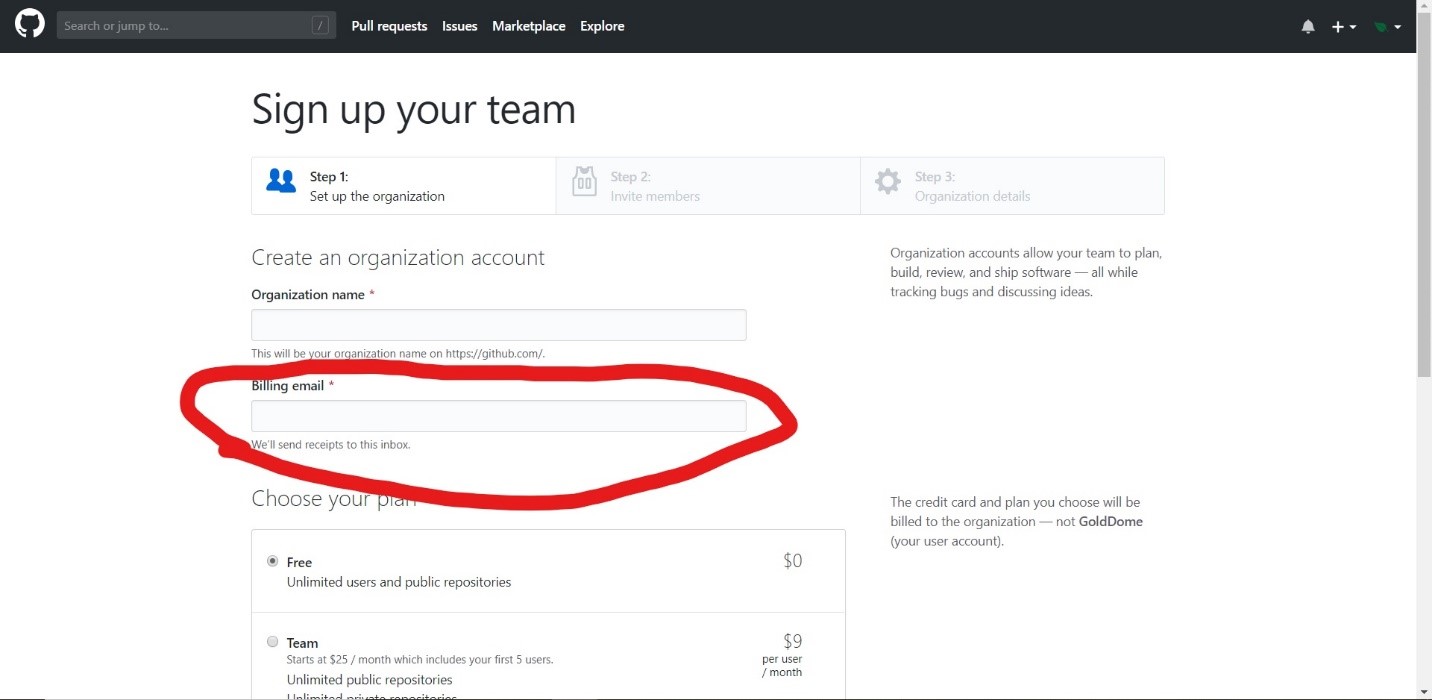 Search or jump to...
/
Pull requests
Issues
Marketplace
Explore
Sign up your team
Step 1:
Set up the organization
Step 2:
Invite members
Step 3:
Organization details
Create an organization account
Organization name *
This will be your organization name on https://github.com/.
Billing email *
We'll send receipts to this inbox.
Organization accounts allow your team to plan,
build, review, and ship software — all while
tracking bugs and discussing ideas.
Choose your plan
Free
$0
Unlimited users and public repositories
Team
$9
Starts at $25 / month which includes your first 5 users.
per user
/ month
Unlimited public repositories
Unlimited private repositories
The credit card and plan you choose will be
billed to the organization — not GoldDome
(your user account).